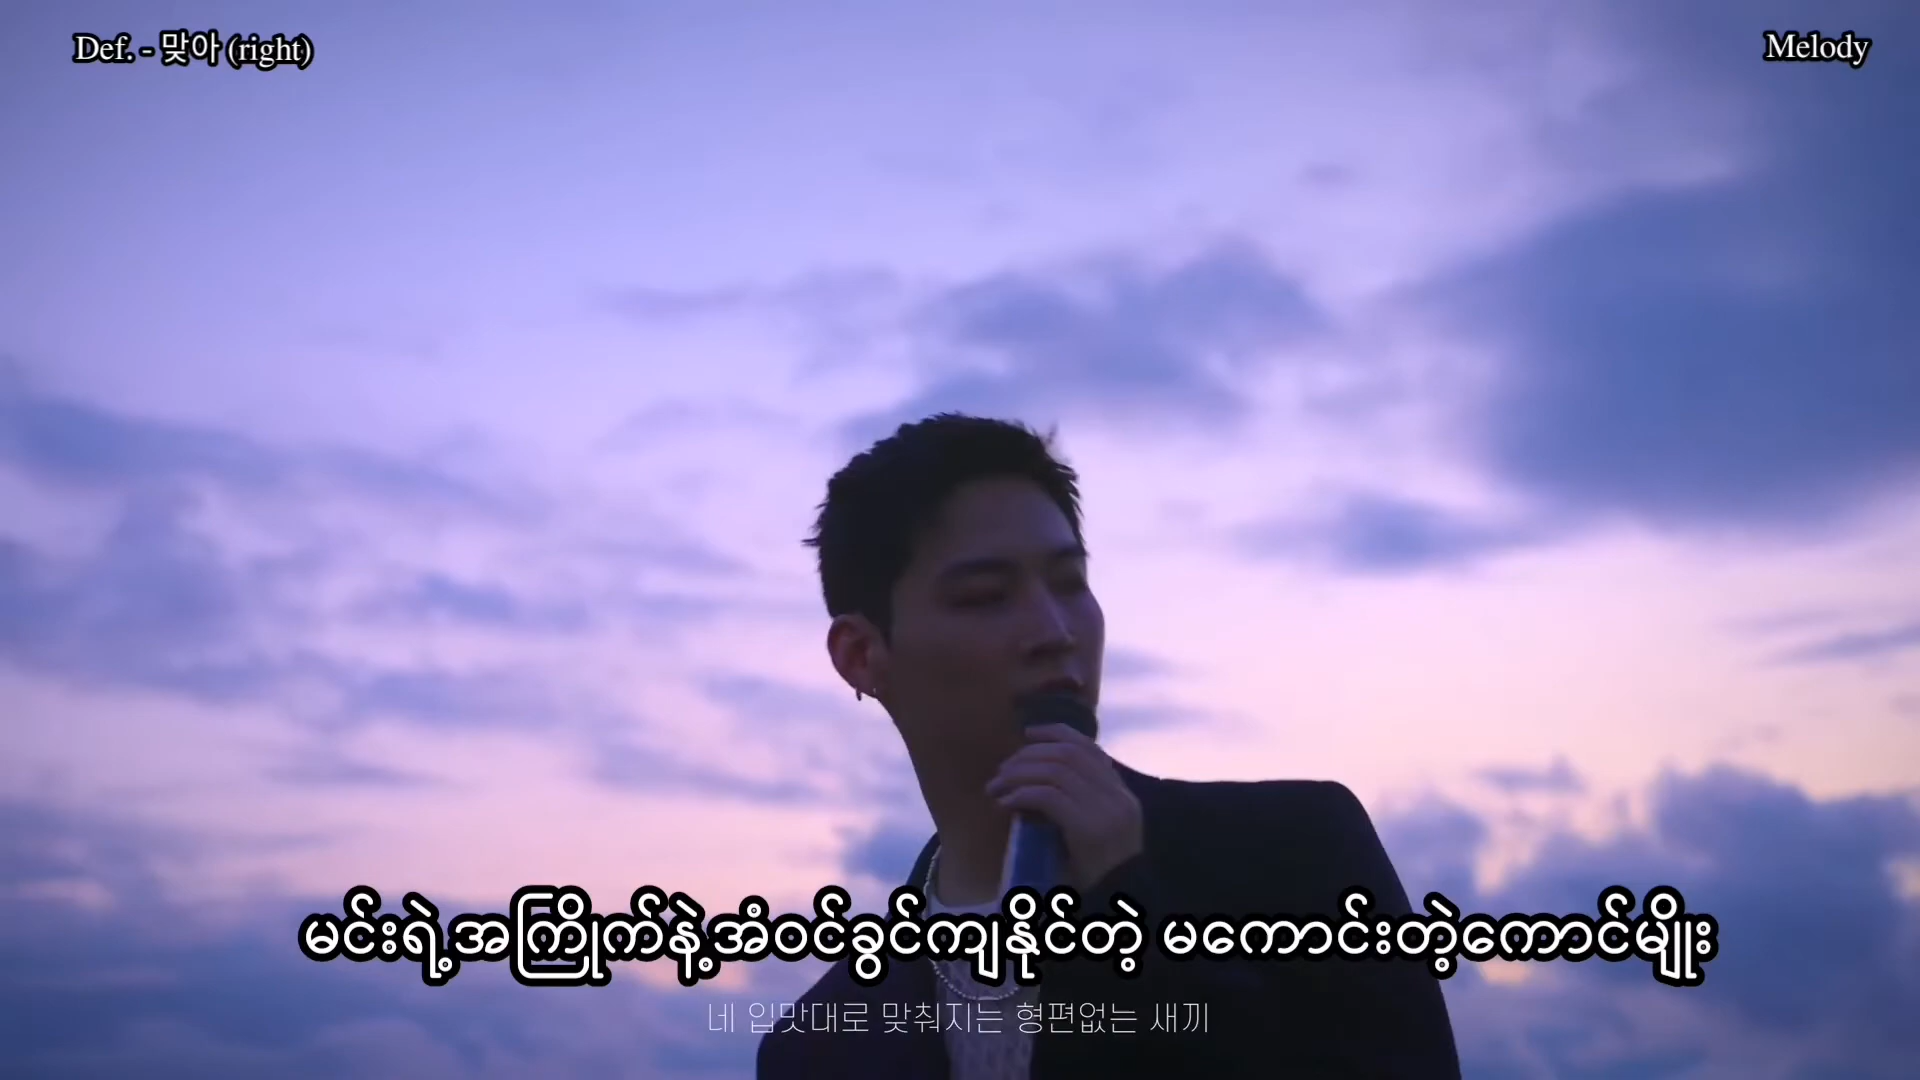 Def. - 맞아 (right)
Melody
မင်းရဲ့အကြိုက်နဲ့အံဝင်ခွင်ကျနိုင်တဲ့ မကောင်းတဲ့ကောင်မျိုး
네 입맛대로 맞춰지는 형편없는 새끼